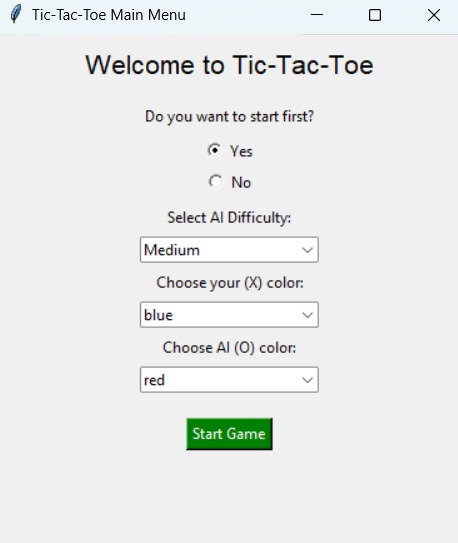 Tic-Tac-Toe Main Menu
Welcome to Tic-Tac-Toe
Do you want to start first?
Yes
No
Select AI Difficulty:
Medium
Choose your (X) color:
blue
Choose AI (O) color:
red
Start Game